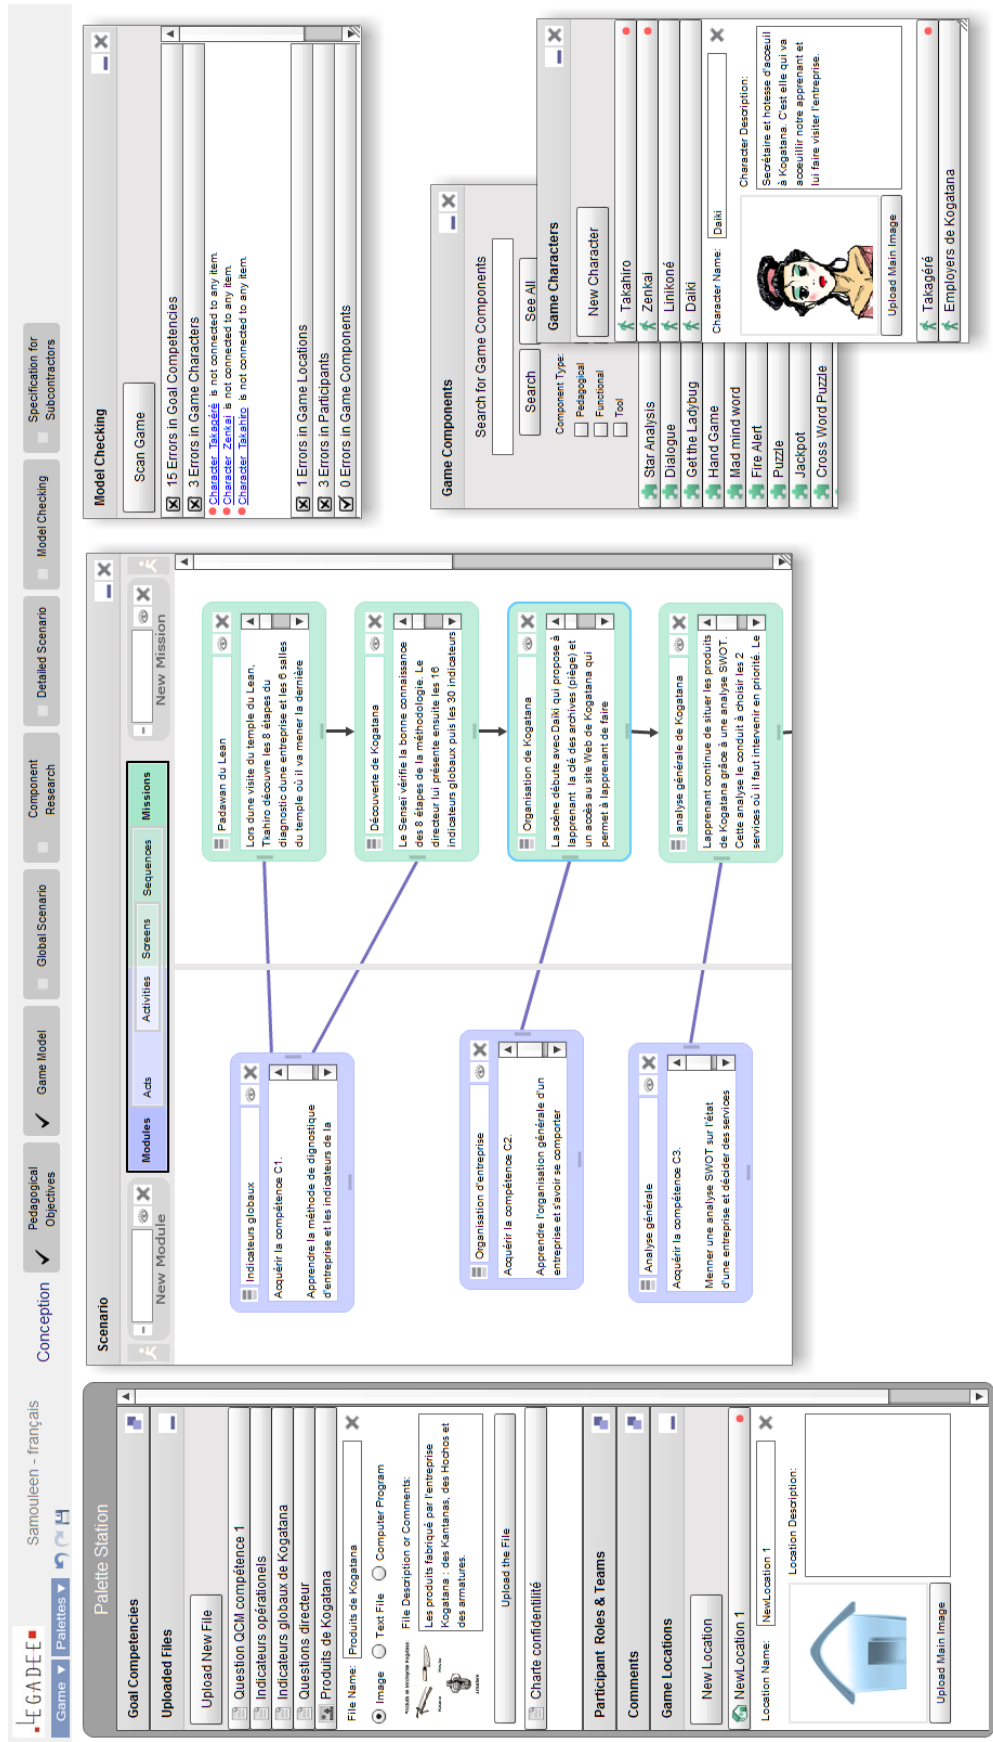 LEGADEE
Samouleen - français
Conception
Pedagogical
Objectives
Game Model
Global Scenario
Component
Research
Detailed Scenario
Model Checking
Specification for
Subcontractors
Game
Palettes
Palette Station
Goal Competencies
Uploaded Files
Upload New File
Question QCM compétence 1
Indicateurs opérationels
Indicateurs globaux de Kogatana
Questions directeur
Produits de Kogatana
File Name: Produits de Kogatana
Image
Text File
Computer Program
File Description or Comments:
Les produits fabriqué par l'entreprise
Kogatana : des Kantanas, des Hochos et
des armatures.
Upload the File
Charte confidentilité
Participant Roles & Teams
Comments
Game Locations
New Location
NewLocation 1
Location Name: NewLocation 1
Location Description:
Upload Main Image
Scenario
New Module
Modules
Acts
Activities
Screens
Sequences
Missions
New Mission
Indicateurs globaux
Acquérir la compétence C1.
Apprendre la méthode de dignostique
d'entreprise et les indicateurs de la
Organisation d'entreprise
Acquérir la compétence C2.
Apprendre l'organisation générale d'un
entreprise et s'avoir se comporter
Analyse générale
Acquérir la compétence C3.
Menner une analyse SWOT sur l'état
d'une entreprise et décider des services
Padawan du Lean
Lors dune visite du temple du Lean,
Tkahiro découvre les 8 étapes du
diagnostic dune entreprise et les 6 salles
du temple où il va mener la dernière
Découverte de Kogatana
Le Senseï vérifie la bonne connaissance
des 8 étapes de la méthodologie. Le
directeur lui présente ensuite les 16
indicateurs globaux puis les 30 indicateurs
Organisation de Kogatana
La scène débute avec Daiki qui propose à
lapprenant la clé des archives (piège) et
un accès au site Web de Kogatana qui
permet à lapprenant de faire
analyse générale de Kogatana
Lapprenant continue de situer les produits
de Kogatana grâce à une analyse SWOT.
Cette analyse le conduit à choisir les 2
services où il faut intervenir en priorité. Le
Model Checking
Scan Game
15 Errors in Goal Competencies
3 Errors in Game Characters
Character Takagéré is not connected to any item.
Character Zenkai is not connected to any item.
Character Takahiro is not connected to any item.
1 Errors in Game Locations
3 Errors in Participants
0 Errors in Game Components
Game Components
Search for Game Components
Search
See All
Component Type:
Pedagogical
Functional
Tool
Star Analysis
Dialogue
Get the Ladybug
Hand Game
Mad mind word
Fire Alert
Puzzle
Jackpot
Cross Word Puzzle
Game Characters
New Character
Takahiro
Zenkai
Linikoné
Daiki
Character Name: Daiki
Character Description:
Secrétaire et hotesse d'acceuil
à Kogatana. C'est elle qui va
acceuillir notre apprenant et
lui faire visiter l'entreprise.
Upload Main Image
Takagéré
Employers de Kogatana